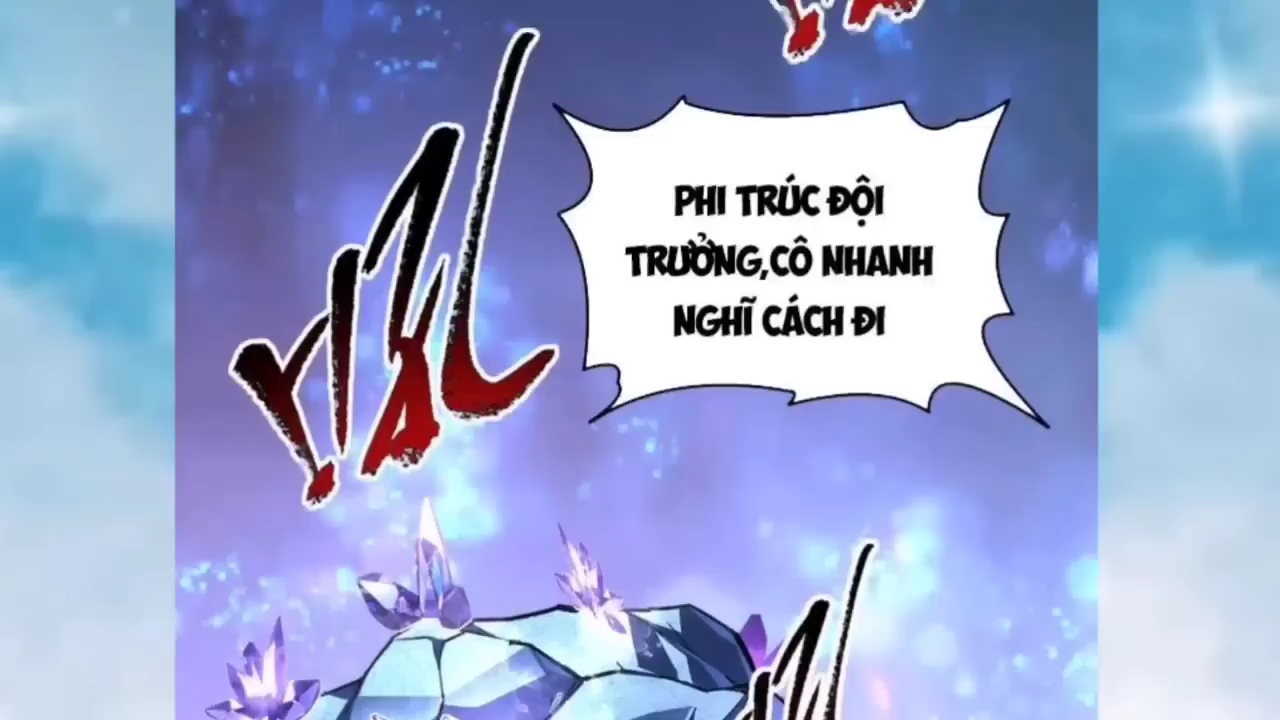 PHI TRÚC ĐỘI
TRƯỞNG,CÔ NHANH
NGHĨ CÁCH ĐI